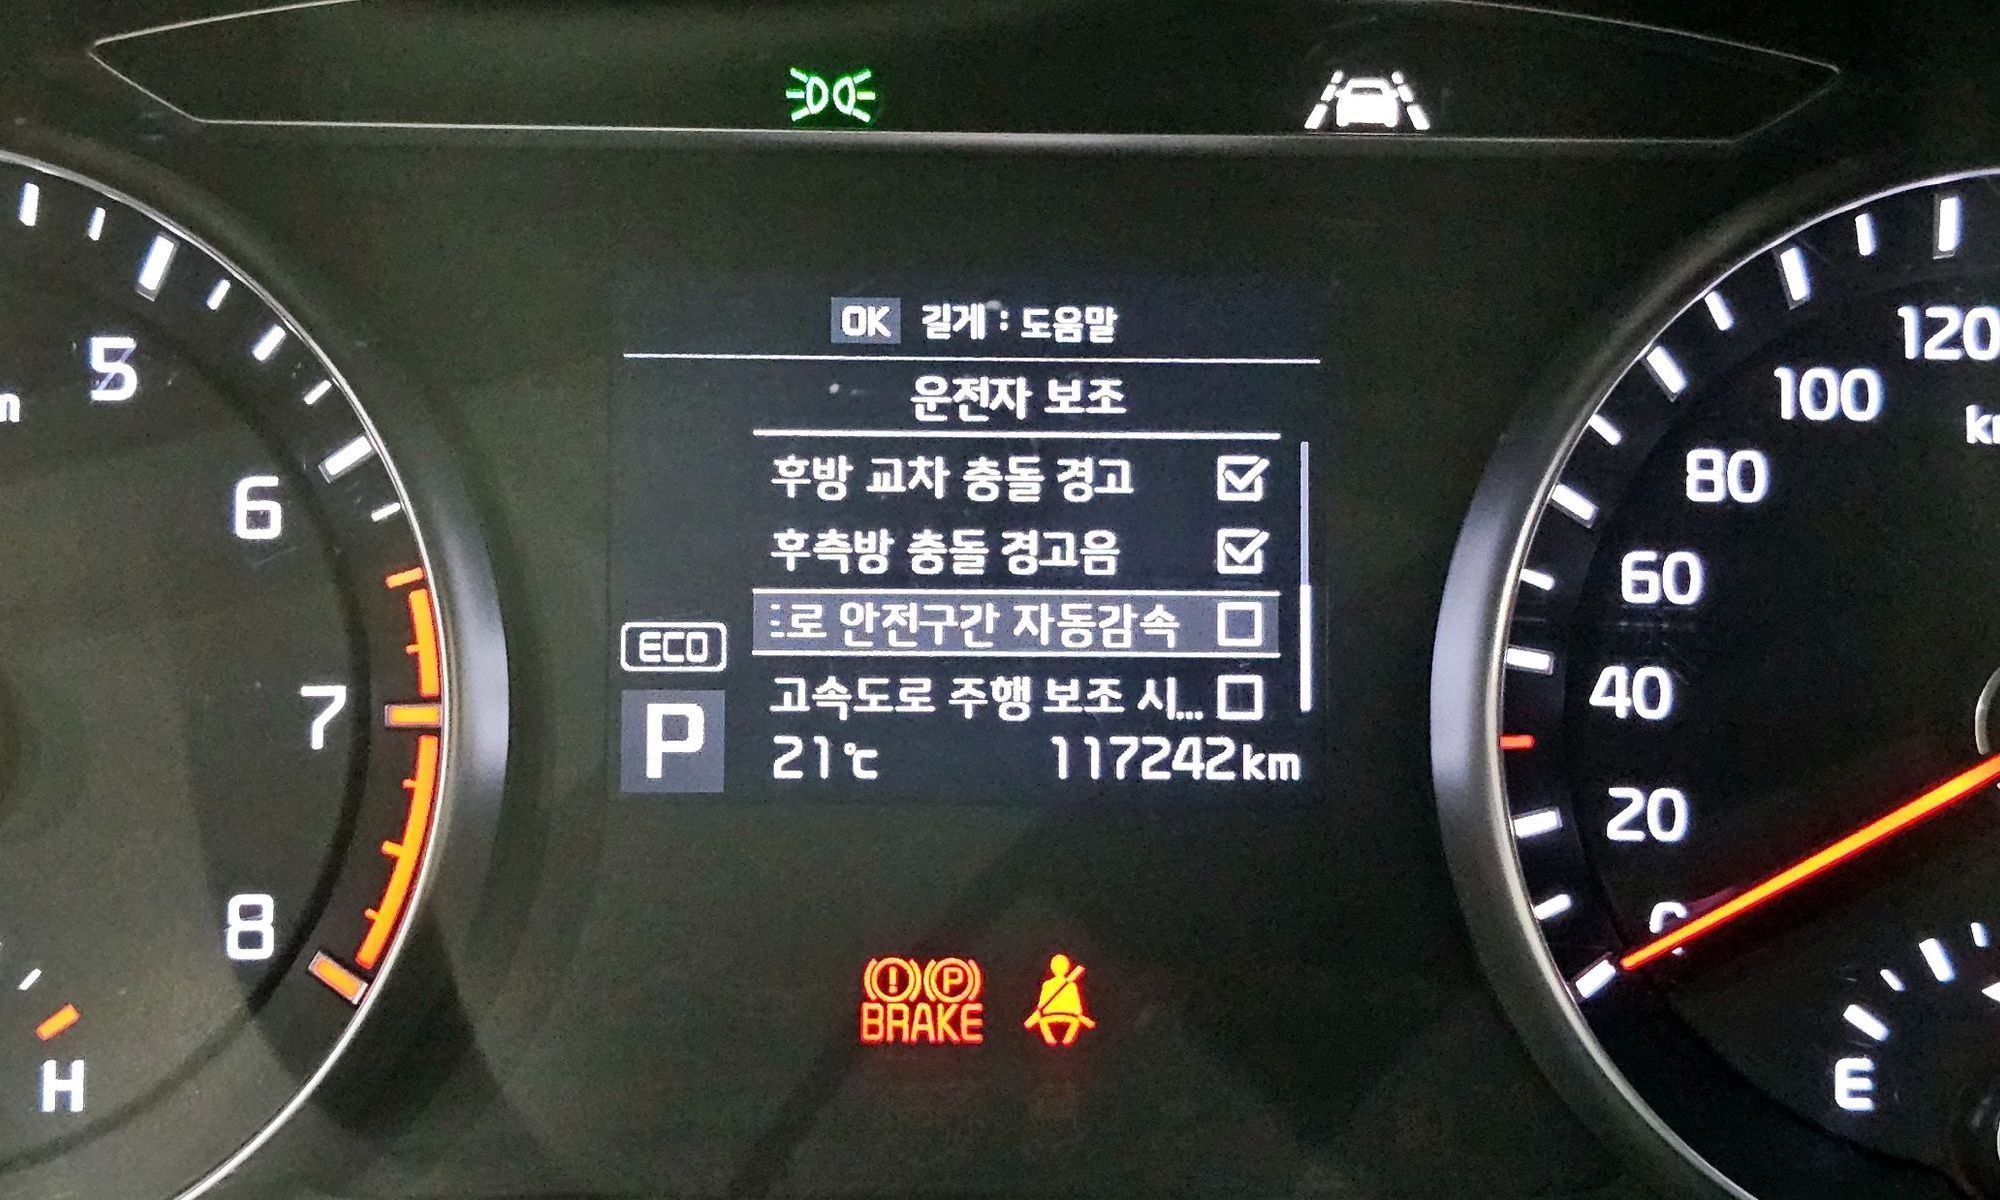 OK 길게 : 도움말
운전자 보조
후방 교차 충돌 경고
후측방 충돌 경고음
로 안전구간 자동감속
고속도로 주행 보조 시...
ECO
P
21℃ 117242km
5
6
7
8
H
120
100
80
60
40
20
0
E
BRAKE
P